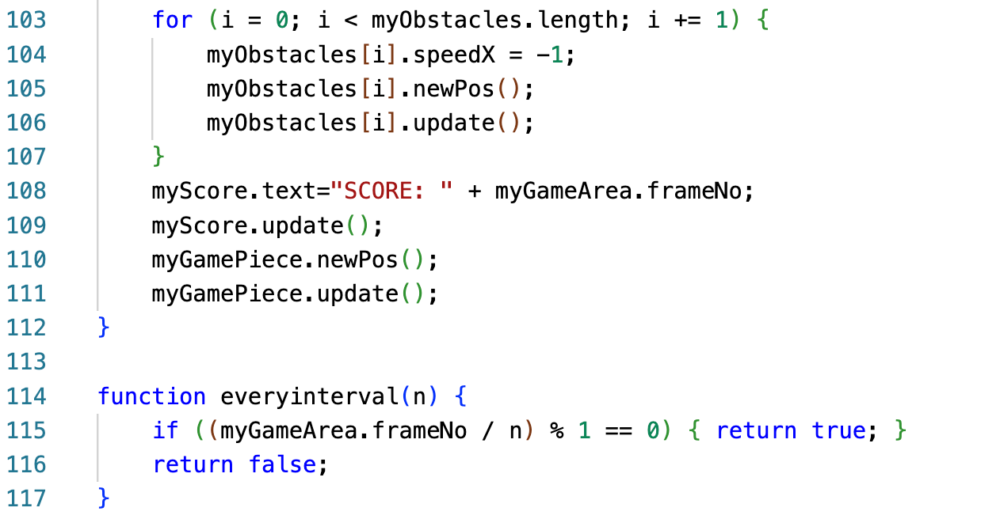 103 for (i = 0; i < myObstacles.length; i += 1) {
104 myObstacles[i].speedX = -1;
105 myObstacles[i].newPos();
106 myObstacles[i].update();
107 }
108 myScore.text="SCORE: " + myGameArea.frameNo;
109 myScore.update();
110 myGamePiece.newPos();
111 myGamePiece.update();
112 }
113
114 function everyinterval(n) {
115 if ((myGameArea.frameNo / n) % 1 == 0) { return true; }
116 return false;
117 }